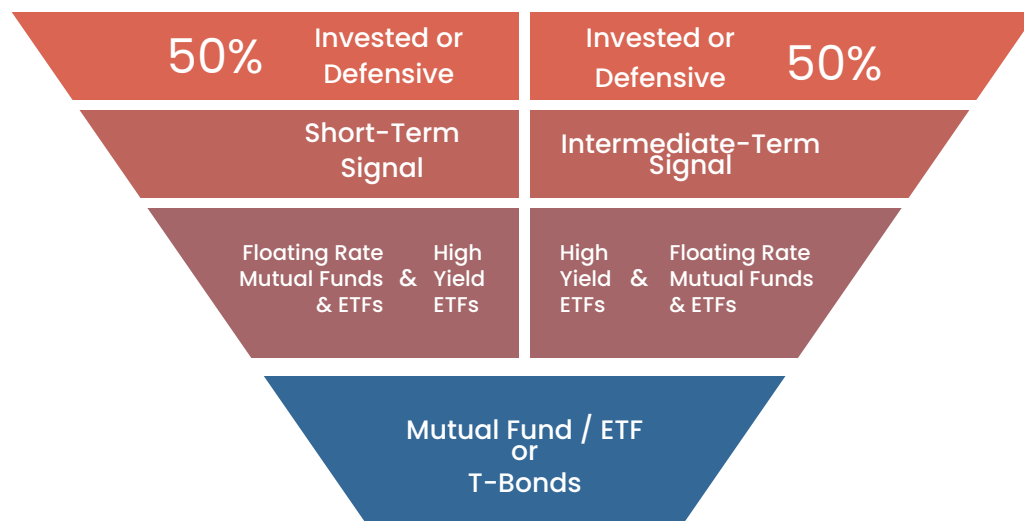 50%
Invested or
Defensive
Invested or
Defensive
50%
Short-Term
Signal
Intermediate-Term
Signal
Floating Rate
Mutual Funds
& ETFs
&
High
Yield
ETFs
High
Yield
ETFs
&
Floating Rate
Mutual Funds
& ETFs
Mutual Fund / ETF
or
T-Bonds